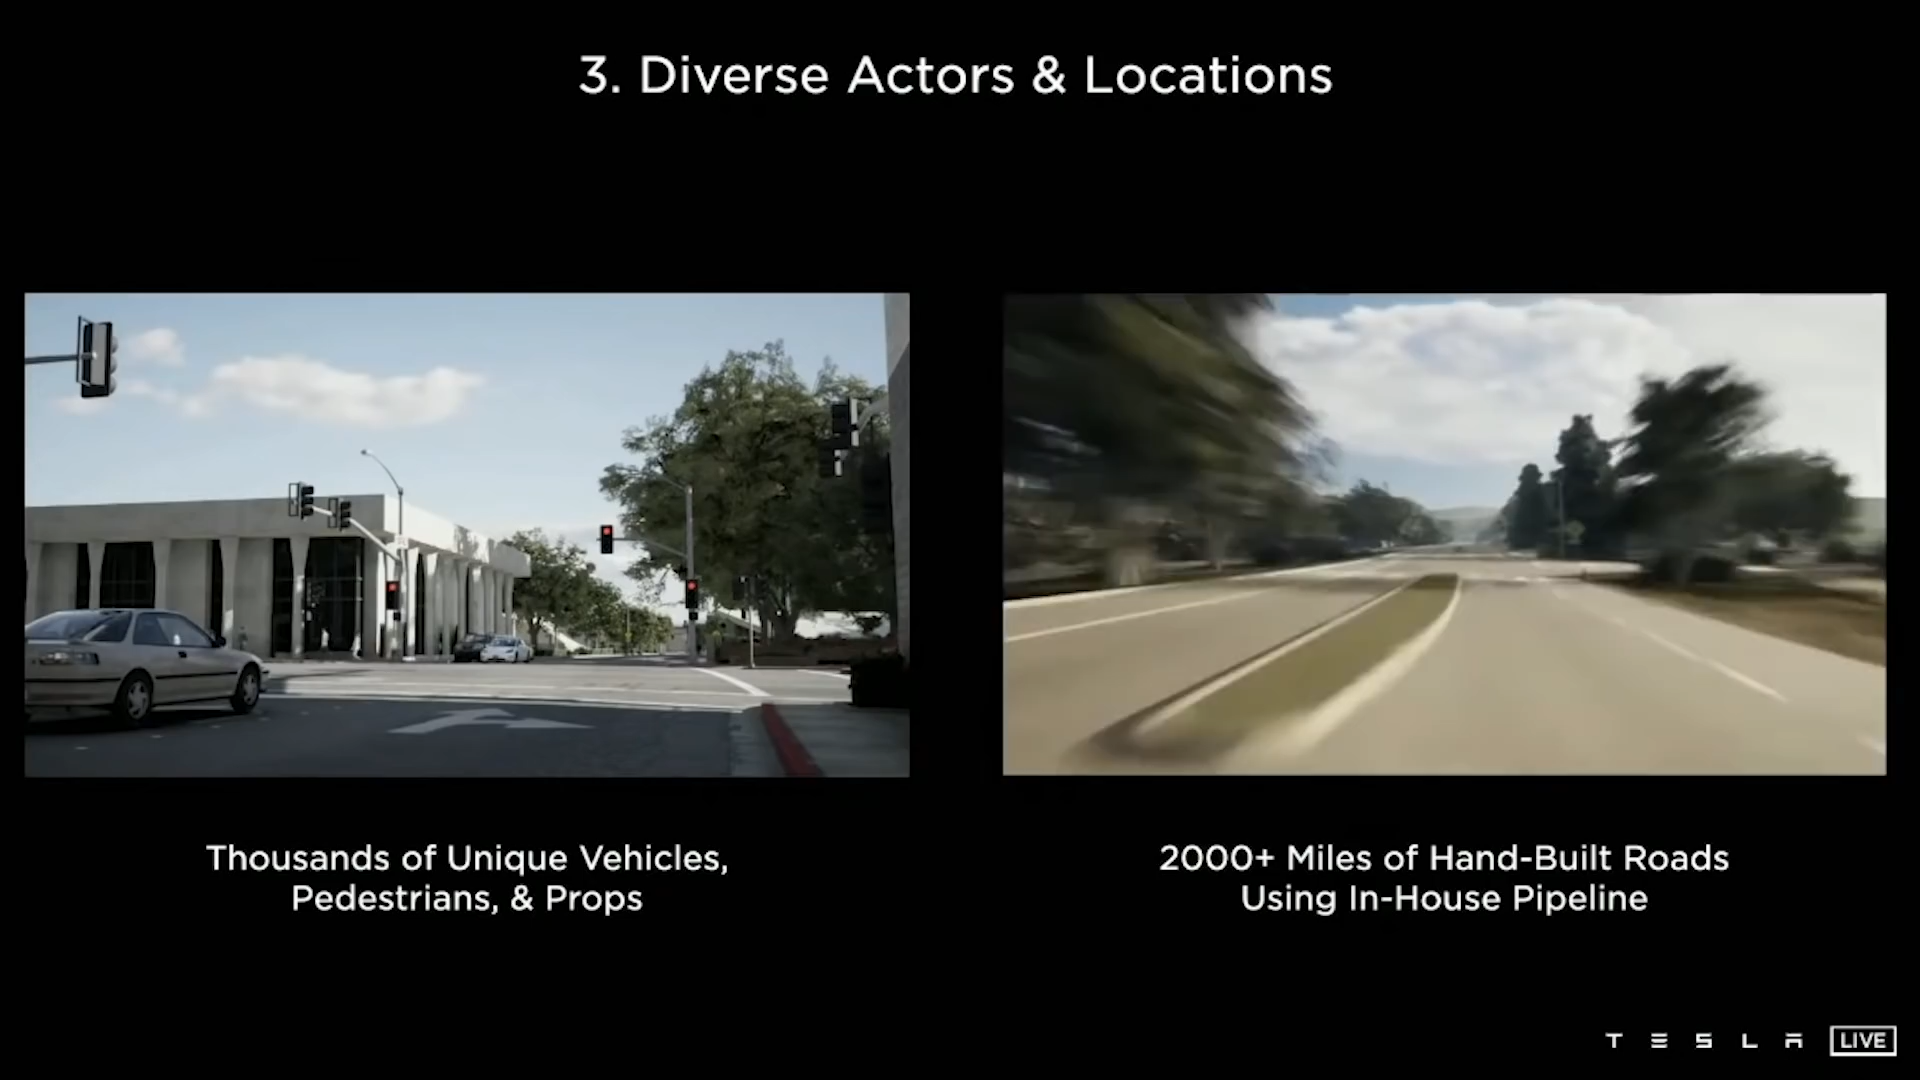 3. Diverse Actors & Locations
Thousands of Unique Vehicles,
Pedestrians, & Props
2000+ Miles of Hand-Built Roads
Using In-House Pipeline
TESLA LIVE